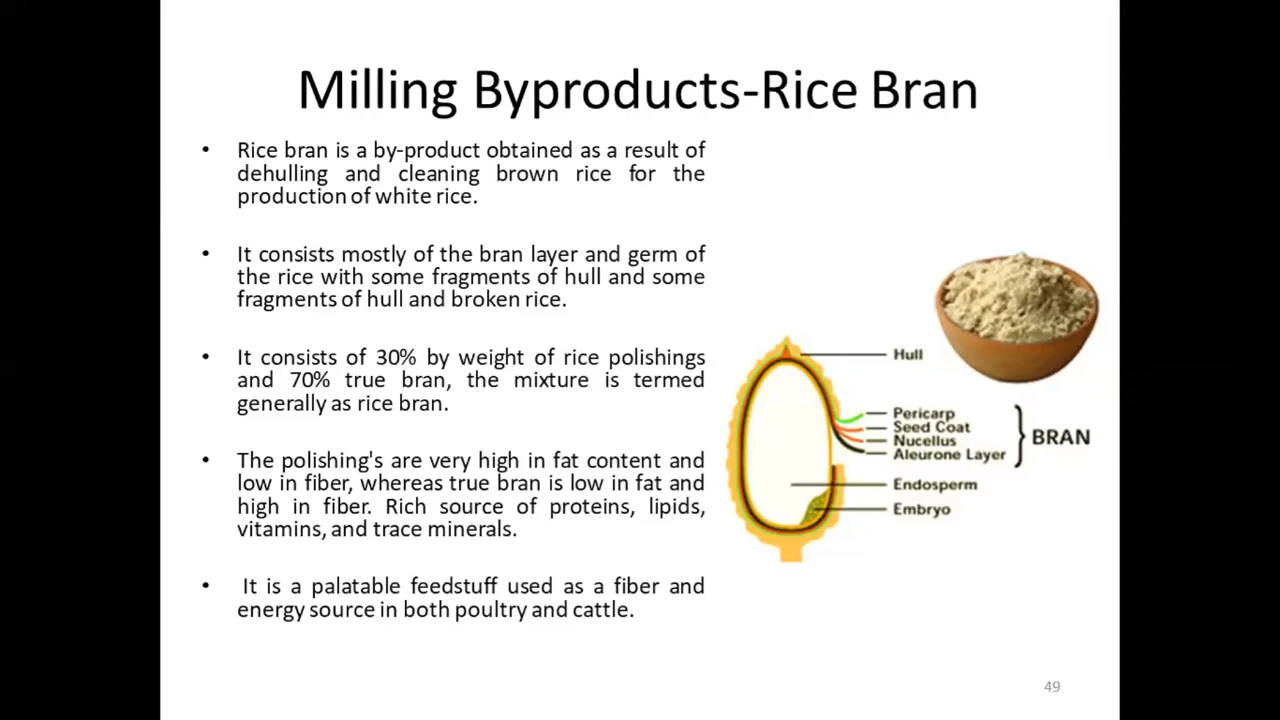 Milling Byproducts-Rice Bran
• Rice bran is a by-product obtained as a result of
dehulling and cleaning brown rice for the
production of white rice.
• It consists mostly of the bran layer and germ of
the rice with some fragments of hull and some
fragments of hull and broken rice.
• It consists of 30% by weight of rice polishings
and 70% true bran, the mixture is termed
generally as rice bran.
• The polishing's are very high in fat content and
low in fiber, whereas true bran is low in fat and
high in fiber. Rich source of proteins, lipids,
vitamins, and trace minerals.
• It is a palatable feedstuff used as a fiber and
energy source in both poultry and cattle.
Hull
Pericarp
Seed Coat
Nucellus
Aleurone Layer
BRAN
Endosperm
Embryo
49